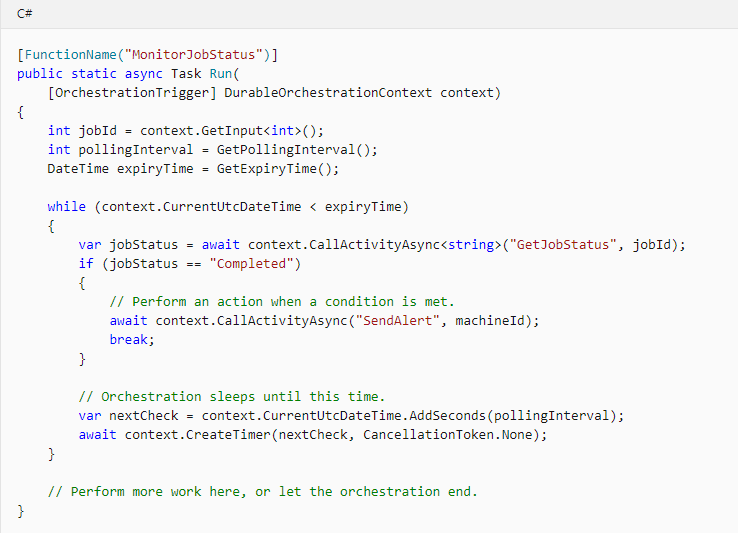 C#
[FunctionName("MonitorJobStatus")]
public static async Task Run(
    [OrchestrationTrigger] DurableOrchestrationContext context)
{
    int jobId = context.GetInput<int>();
    int pollingInterval = GetPollingInterval();
    DateTime expiryTime = GetExpiryTime();

    while (context.CurrentUtcDateTime < expiryTime)
    {
        var jobStatus = await context.CallActivityAsync<string>("GetJobStatus", jobId);
        if (jobStatus == "Completed")
        {
            // Perform an action when a condition is met.
            await context.CallActivityAsync("SendAlert", machineId);
            break;
        }

        // Orchestration sleeps until this time.
        var nextCheck = context.CurrentUtcDateTime.AddSeconds(pollingInterval);
        await context.CreateTimer(nextCheck, CancellationToken.None);
    }

    // Perform more work here, or let the orchestration end.
}